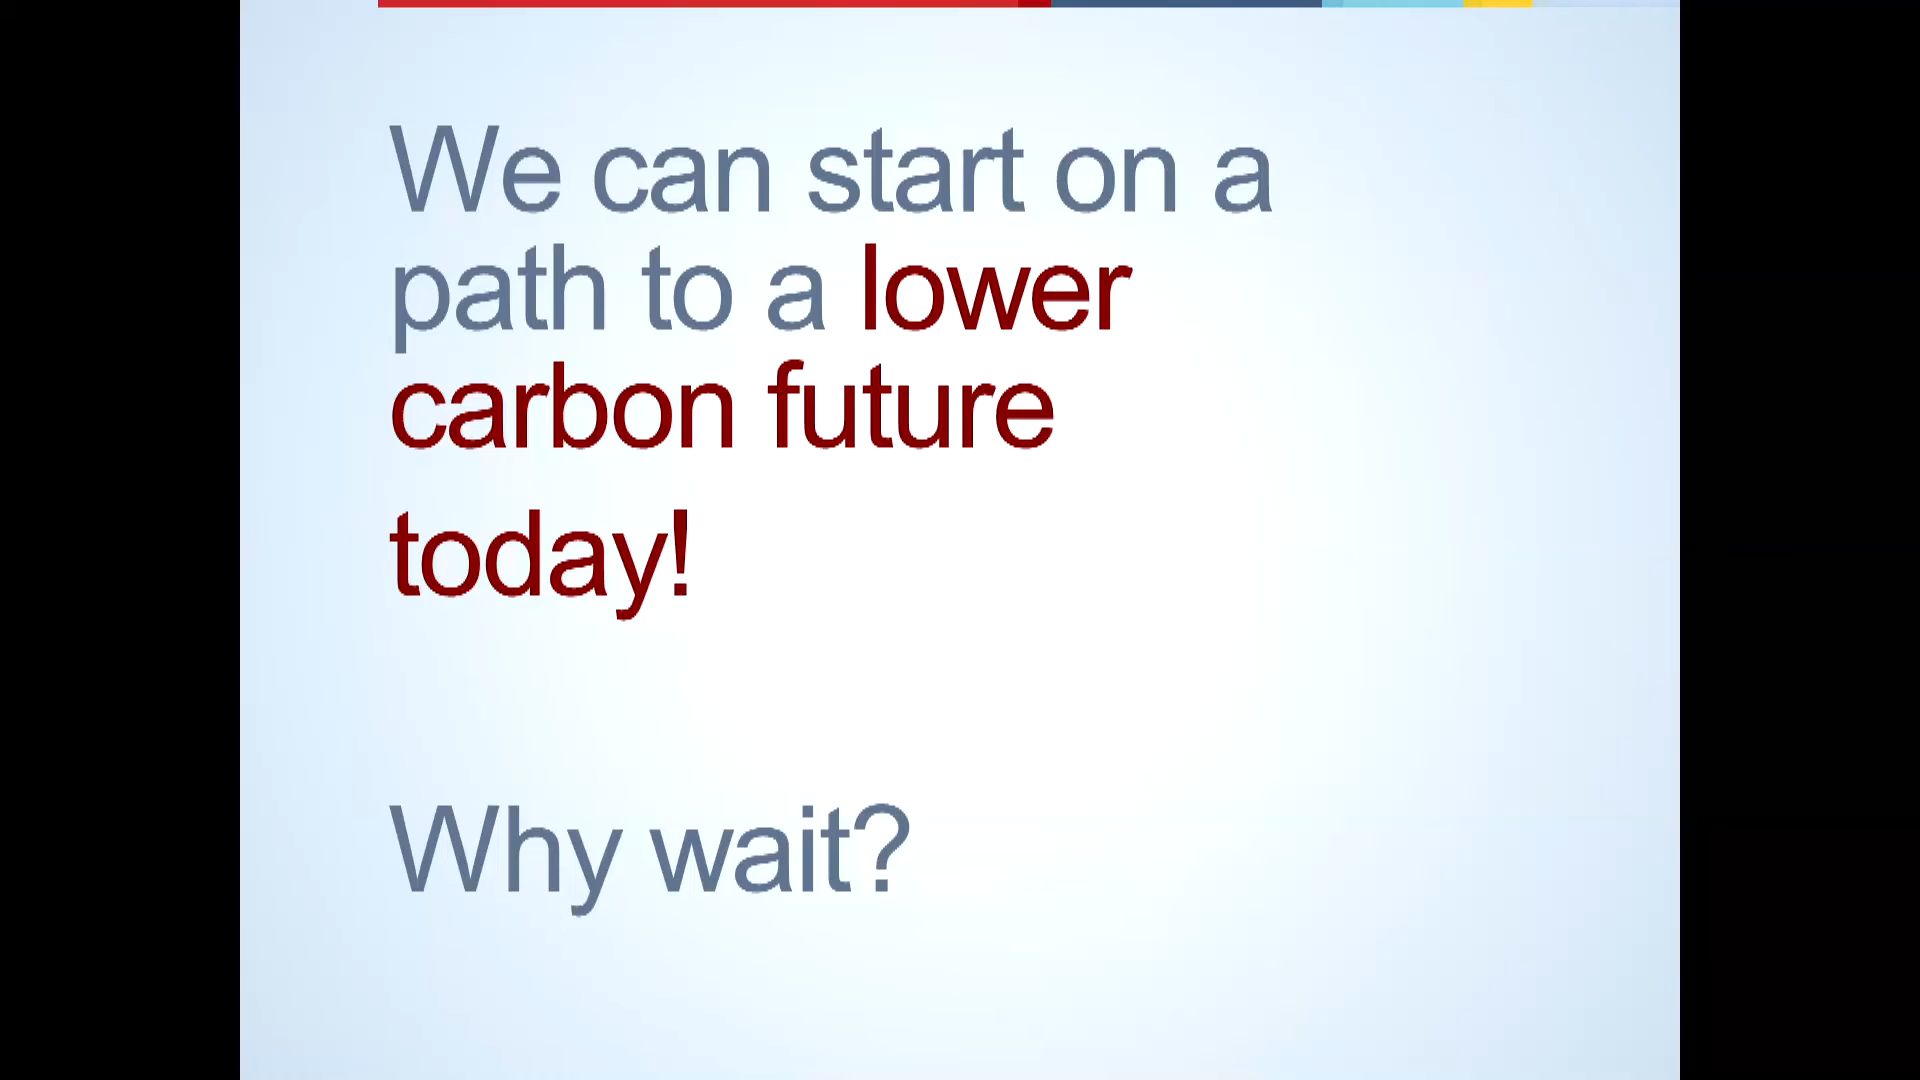 We can start on a
path to a lower
carbon future
today!
Why wait?